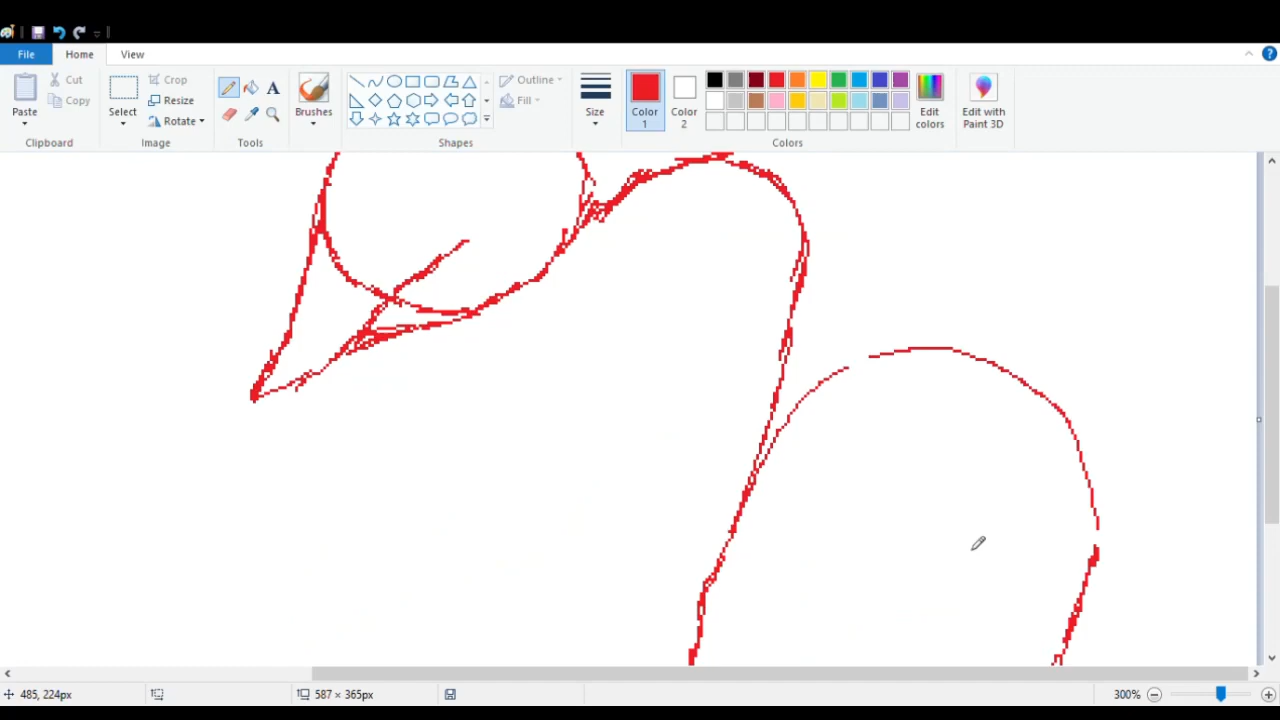 File Home View
Paste Cut Copy Select Crop Resize Rotate A Brushes Outline Fill Size Color 1 Color 2 Edit colors Edit with Paint 3D
Clipboard Image Tools Shapes Colors
485, 224px 587 × 365px 300%